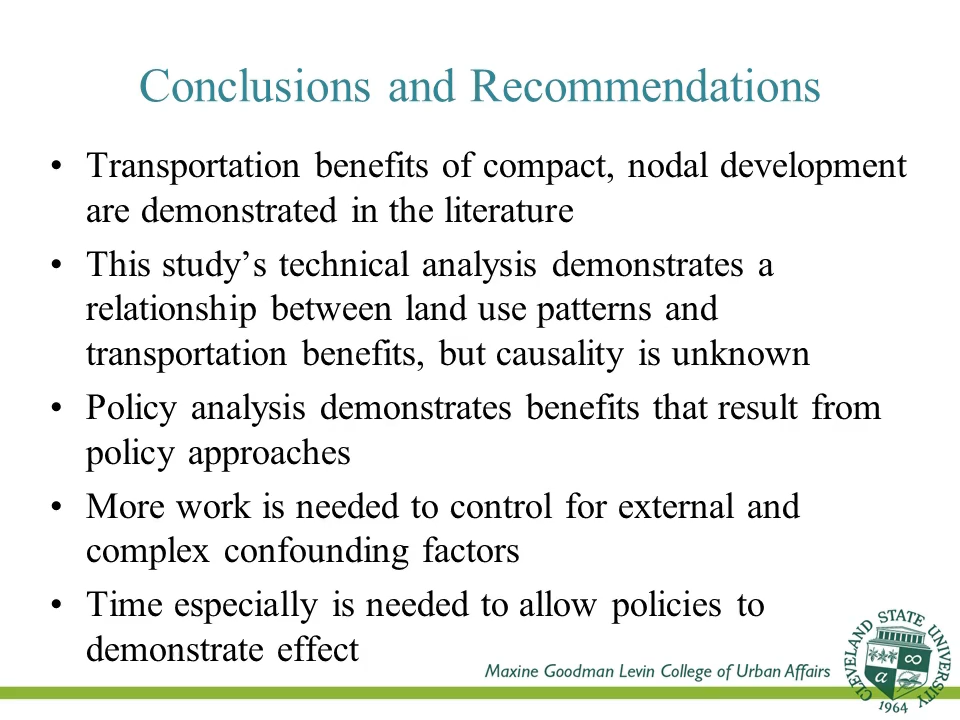 Conclusions and Recommendations
• Transportation benefits of compact, nodal development
are demonstrated in the literature
• This study’s technical analysis demonstrates a
relationship between land use patterns and
transportation benefits, but causality is unknown
• Policy analysis demonstrates benefits that result from
policy approaches
• More work is needed to control for external and
complex confounding factors
• Time especially is needed to allow policies to
demonstrate effect
Maxine Goodman Levin College of Urban Affairs
CLEVELAND STATE UNIVERSITY
α ∞
1964